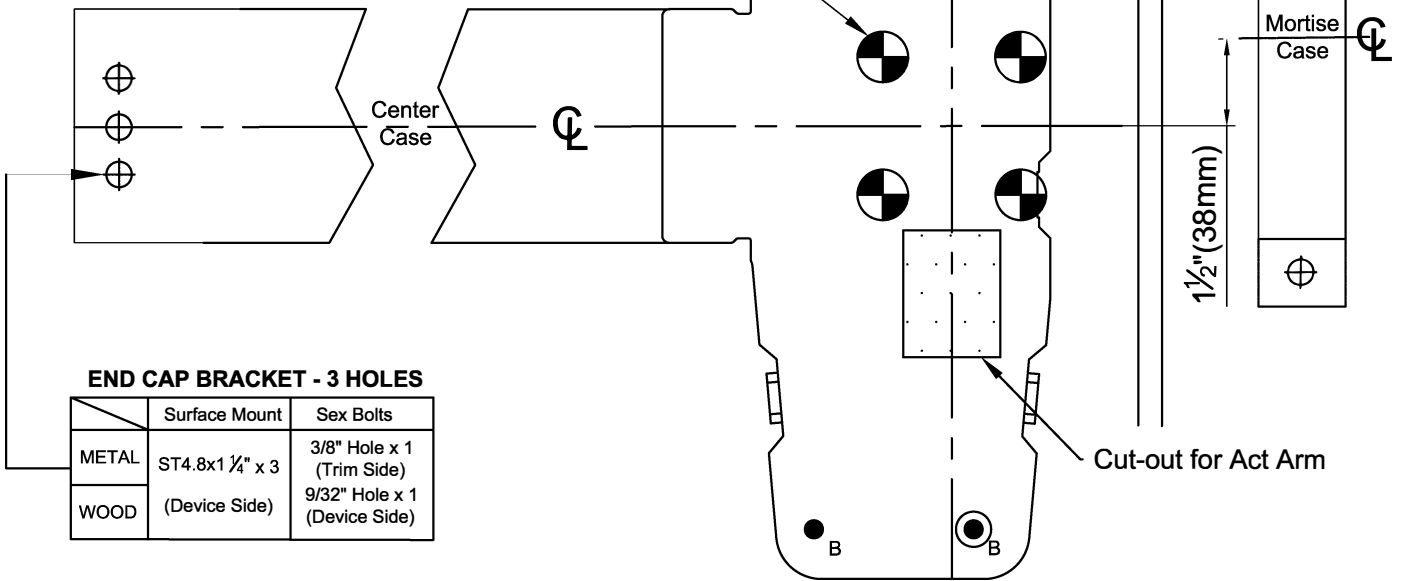 Mortise
Case
℄
Center
Case
℄
1½"(38mm)
END CAP BRACKET - 3 HOLES
Surface Mount Sex Bolts
METAL ST4.8x1 ¼" x 3 3/8" Hole x 1
(Trim Side)
WOOD (Device Side) 9/32" Hole x 1
(Device Side)
Cut-out for Act Arm
B
B